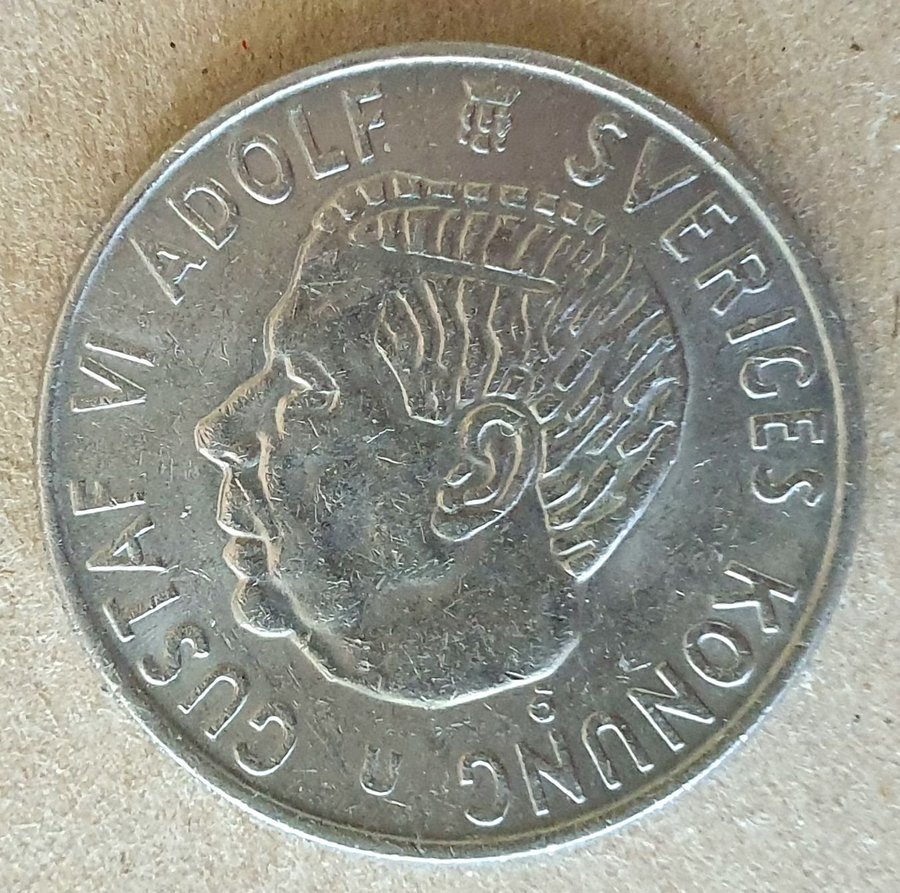 GUSTAF VI ADOLF
SVERIGES KONUNG
U